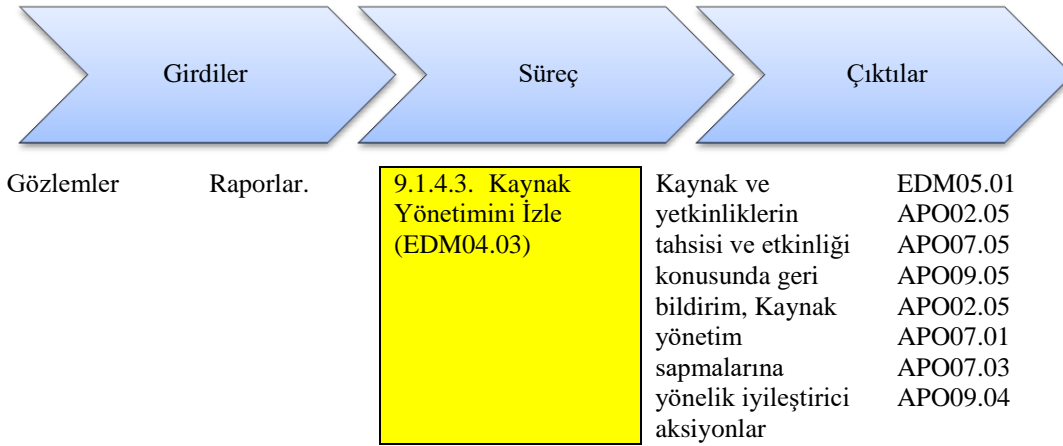 Girdiler
Süreç
Çıktılar
Gözlemler
Raporlar.
9.1.4.3. Kaynak
Yönetimini İzle
(EDM04.03)
Kaynak ve
yetkinliklerin
tahsisi ve etkinliği
konusunda geri
bildirim, Kaynak
yönetim
sapmalarına
yönelik iyileştirici
aksiyonlar
EDM05.01
APO02.05
APO07.05
APO09.05
APO02.05
APO07.01
APO07.03
APO09.04